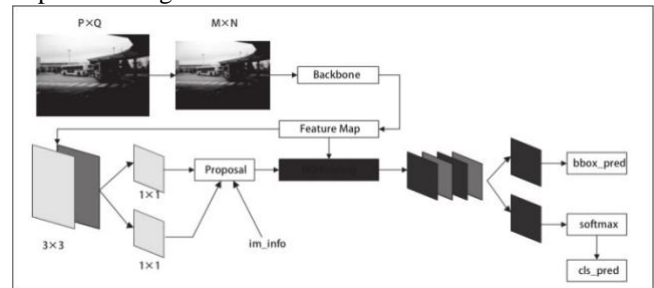 P×Q
M×N
Backbone
Feature Map
Proposal
1×1
3×3
1×1
im_info
bbox_pred
softmax
cls_pred